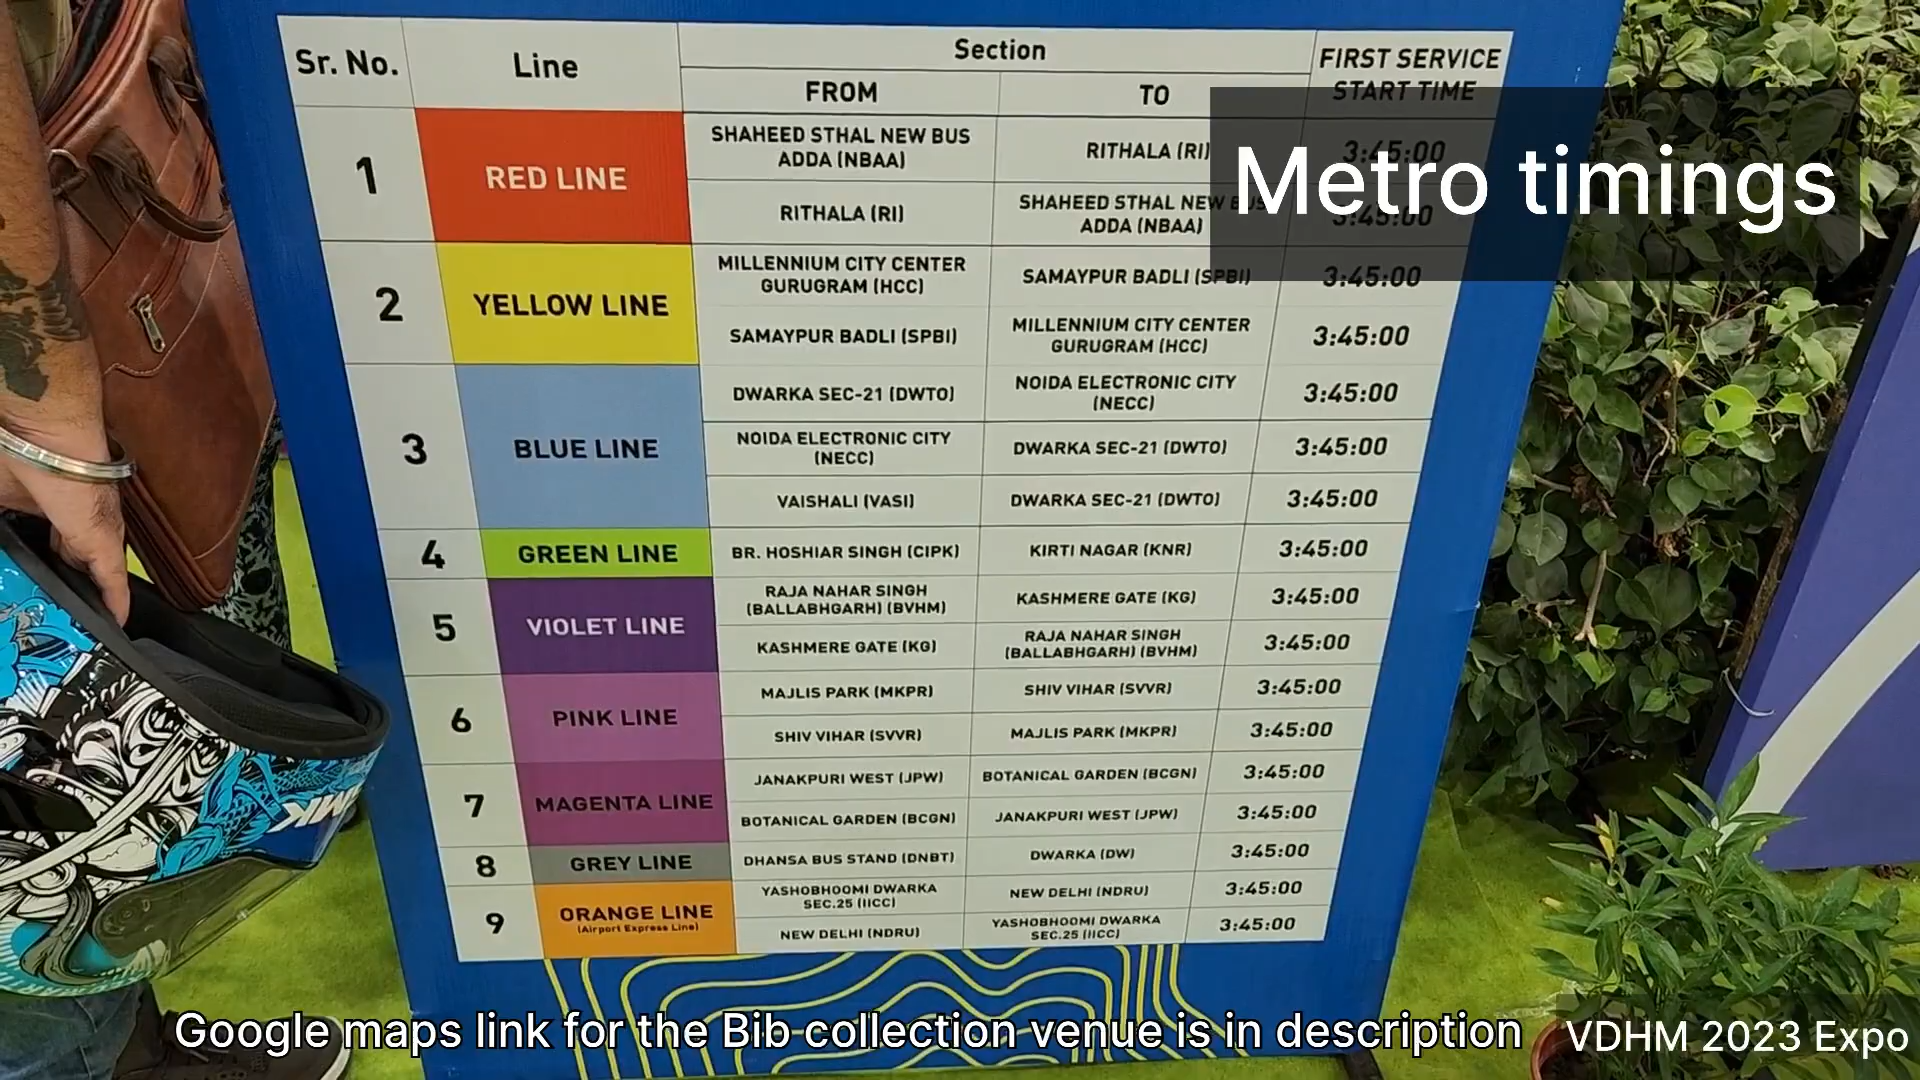 Sr. No.
Line
Section
FIRST SERVICE
START TIME
FROM
TO
1
RED LINE
SHAHEED STHAL NEW BUS
ADDA (NBAA)
RITHALA (RI)
3:45:00
RITHALA (RI)
SHAHEED STHAL NEW BUS
ADDA (NBAA)
3:45:00
Metro timings
2
YELLOW LINE
MILLENNIUM CITY CENTER
GURUGRAM (HCC)
SAMAYPUR BADLI (SPBI)
3:45:00
SAMAYPUR BADLI (SPBI)
MILLENNIUM CITY CENTER
GURUGRAM (HCC)
3:45:00
3
BLUE LINE
DWARKA SEC-21 (DWTO)
NOIDA ELECTRONIC CITY
(NECC)
3:45:00
NOIDA ELECTRONIC CITY
(NECC)
DWARKA SEC-21 (DWTO)
3:45:00
VAISHALI (VASI)
DWARKA SEC-21 (DWTO)
3:45:00
4
GREEN LINE
BR. HOSHIAR SINGH (CIPK)
KIRTI NAGAR (KNR)
3:45:00
5
VIOLET LINE
RAJA NAHAR SINGH
(BALLABHGARH) (BVHM)
KASHMERE GATE (KG)
3:45:00
KASHMERE GATE (KG)
RAJA NAHAR SINGH
(BALLABHGARH) (BVHM)
3:45:00
6
PINK LINE
MAJLIS PARK (MKPR)
SHIV VIHAR (SVVR)
3:45:00
SHIV VIHAR (SVVR)
MAJLIS PARK (MKPR)
3:45:00
7
MAGENTA LINE
JANAKPURI WEST (JPW)
BOTANICAL GARDEN (BCGN)
3:45:00
BOTANICAL GARDEN (BCGN)
JANAKPURI WEST (JPW)
3:45:00
8
GREY LINE
DHANSA BUS STAND (DNBT)
DWARKA (DW)
3:45:00
9
ORANGE LINE
(Airport Express Line)
YASHOBHOOMI DWARKA
SEC.25 (IICC)
NEW DELHI (NDRU)
3:45:00
NEW DELHI (NDRU)
YASHOBHOOMI DWARKA
SEC.25 (IICC)
3:45:00
Google maps link for the Bib collection venue is in description
VDHM 2023 Expo